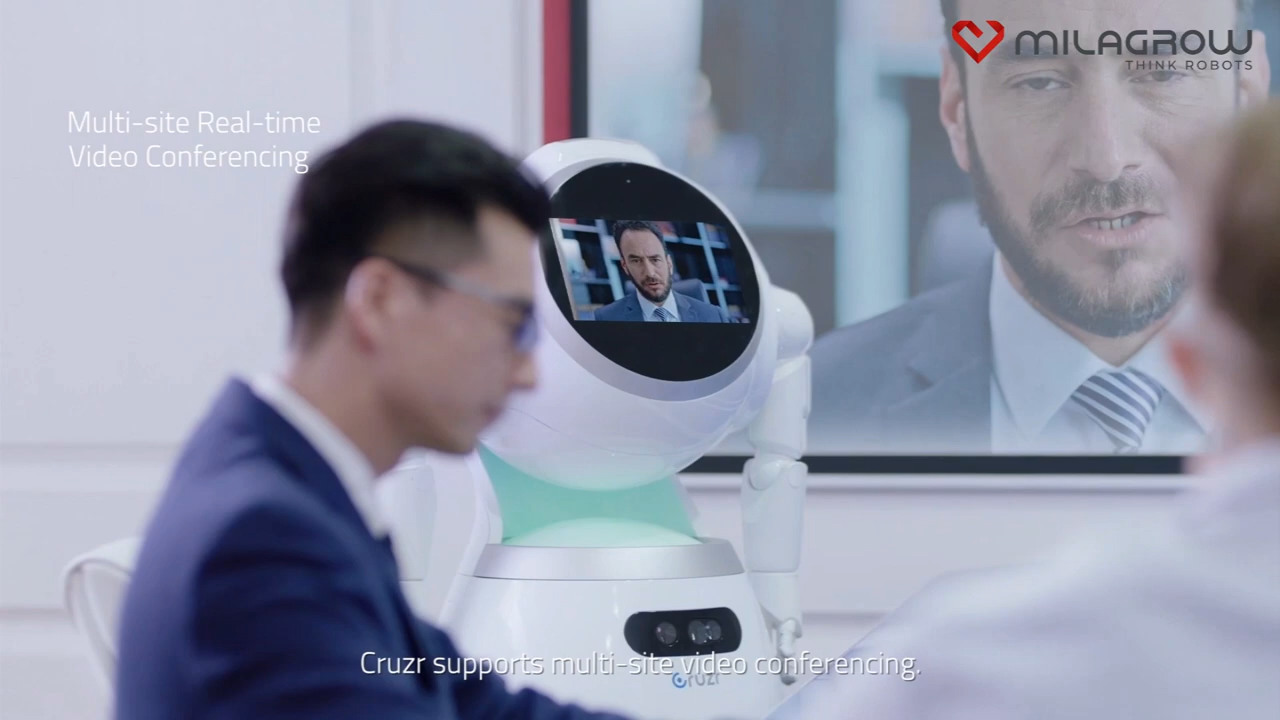 MILAGROW
THINK ROBOTS
Multi-site Real-time
Video Conferencing
Cruzr supports multi-site video conferencing.
cruzr